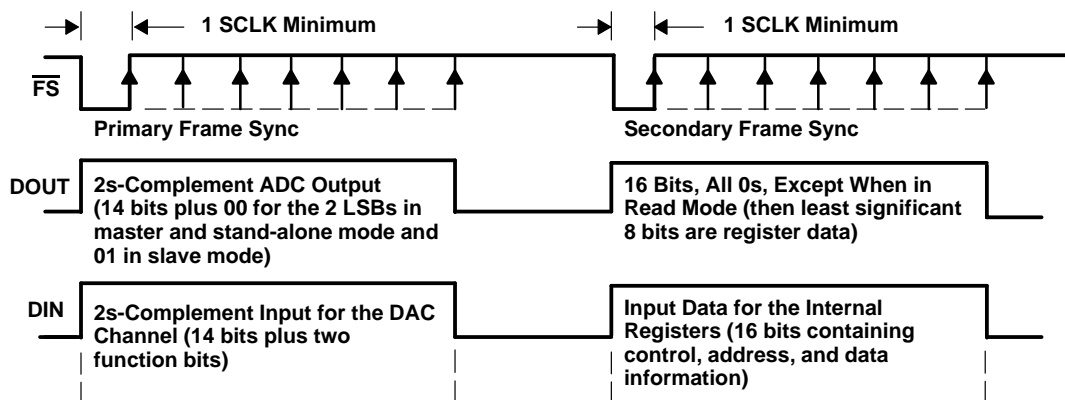 1 SCLK Minimum
1 SCLK Minimum
FS
Primary Frame Sync
Secondary Frame Sync
DOUT
2s-Complement ADC Output
(14 bits plus 00 for the 2 LSBs in
master and stand-alone mode and
01 in slave mode)
16 Bits, All 0s, Except When in
Read Mode (then least significant
8 bits are register data)
DIN
2s-Complement Input for the DAC
Channel (14 bits plus two
function bits)
Input Data for the Internal
Registers (16 bits containing
control, address, and data
information)